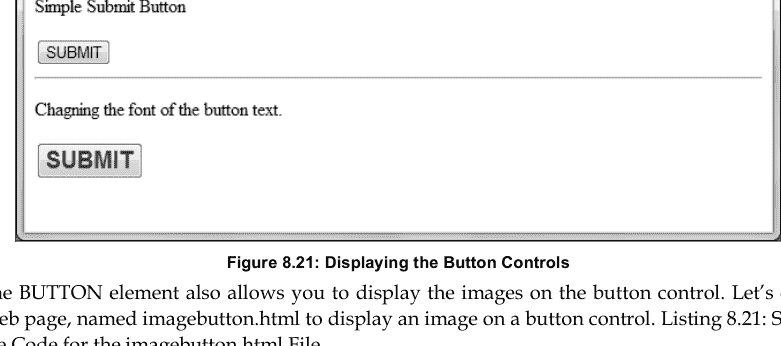 Simple Submit Button
SUBMIT
Chagning the font of the button text.
SUBMIT
Figure 8.21: Displaying the Button Controls
BUTTON element also allows you to display the images on the button control. Let's
page, named imagebutton.html to display an image on a button control. Listing 8.21:
Code for the imagebutton.html File